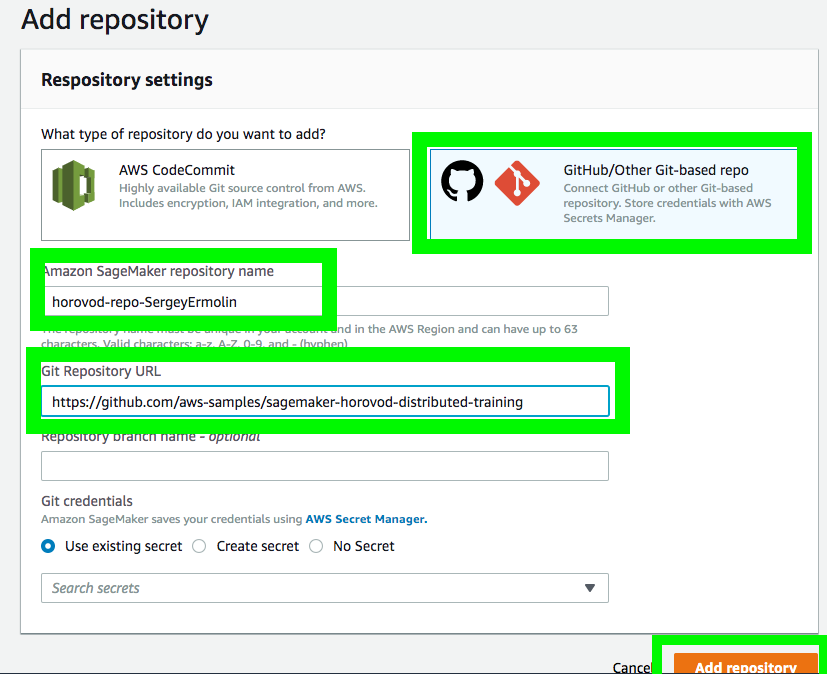 Add repository
Respository settings
What type of repository do you want to add?
AWS CodeCommit
Highly available Git source control from AWS.
Includes encryption, IAM integration, and more.
GitHub/Other Git-based repo
Connect GitHub or other Git-based
repository. Store credentials with AWS
Secrets Manager.
Amazon SageMaker repository name
horovod-repo-SergeyErmolin
The repository name must be unique in your account and in the AWS Region and can have up to 63
characters. Valid characters: a-z, A-Z, 0-9, and - (hyphen)
Git Repository URL
https://github.com/aws-samples/sagemaker-horovod-distributed-training
Repository branch name - optional
Git credentials
Amazon SageMaker saves your credentials using AWS Secret Manager.
Use existing secret Create secret No Secret
Search secrets
Cancel Add repository